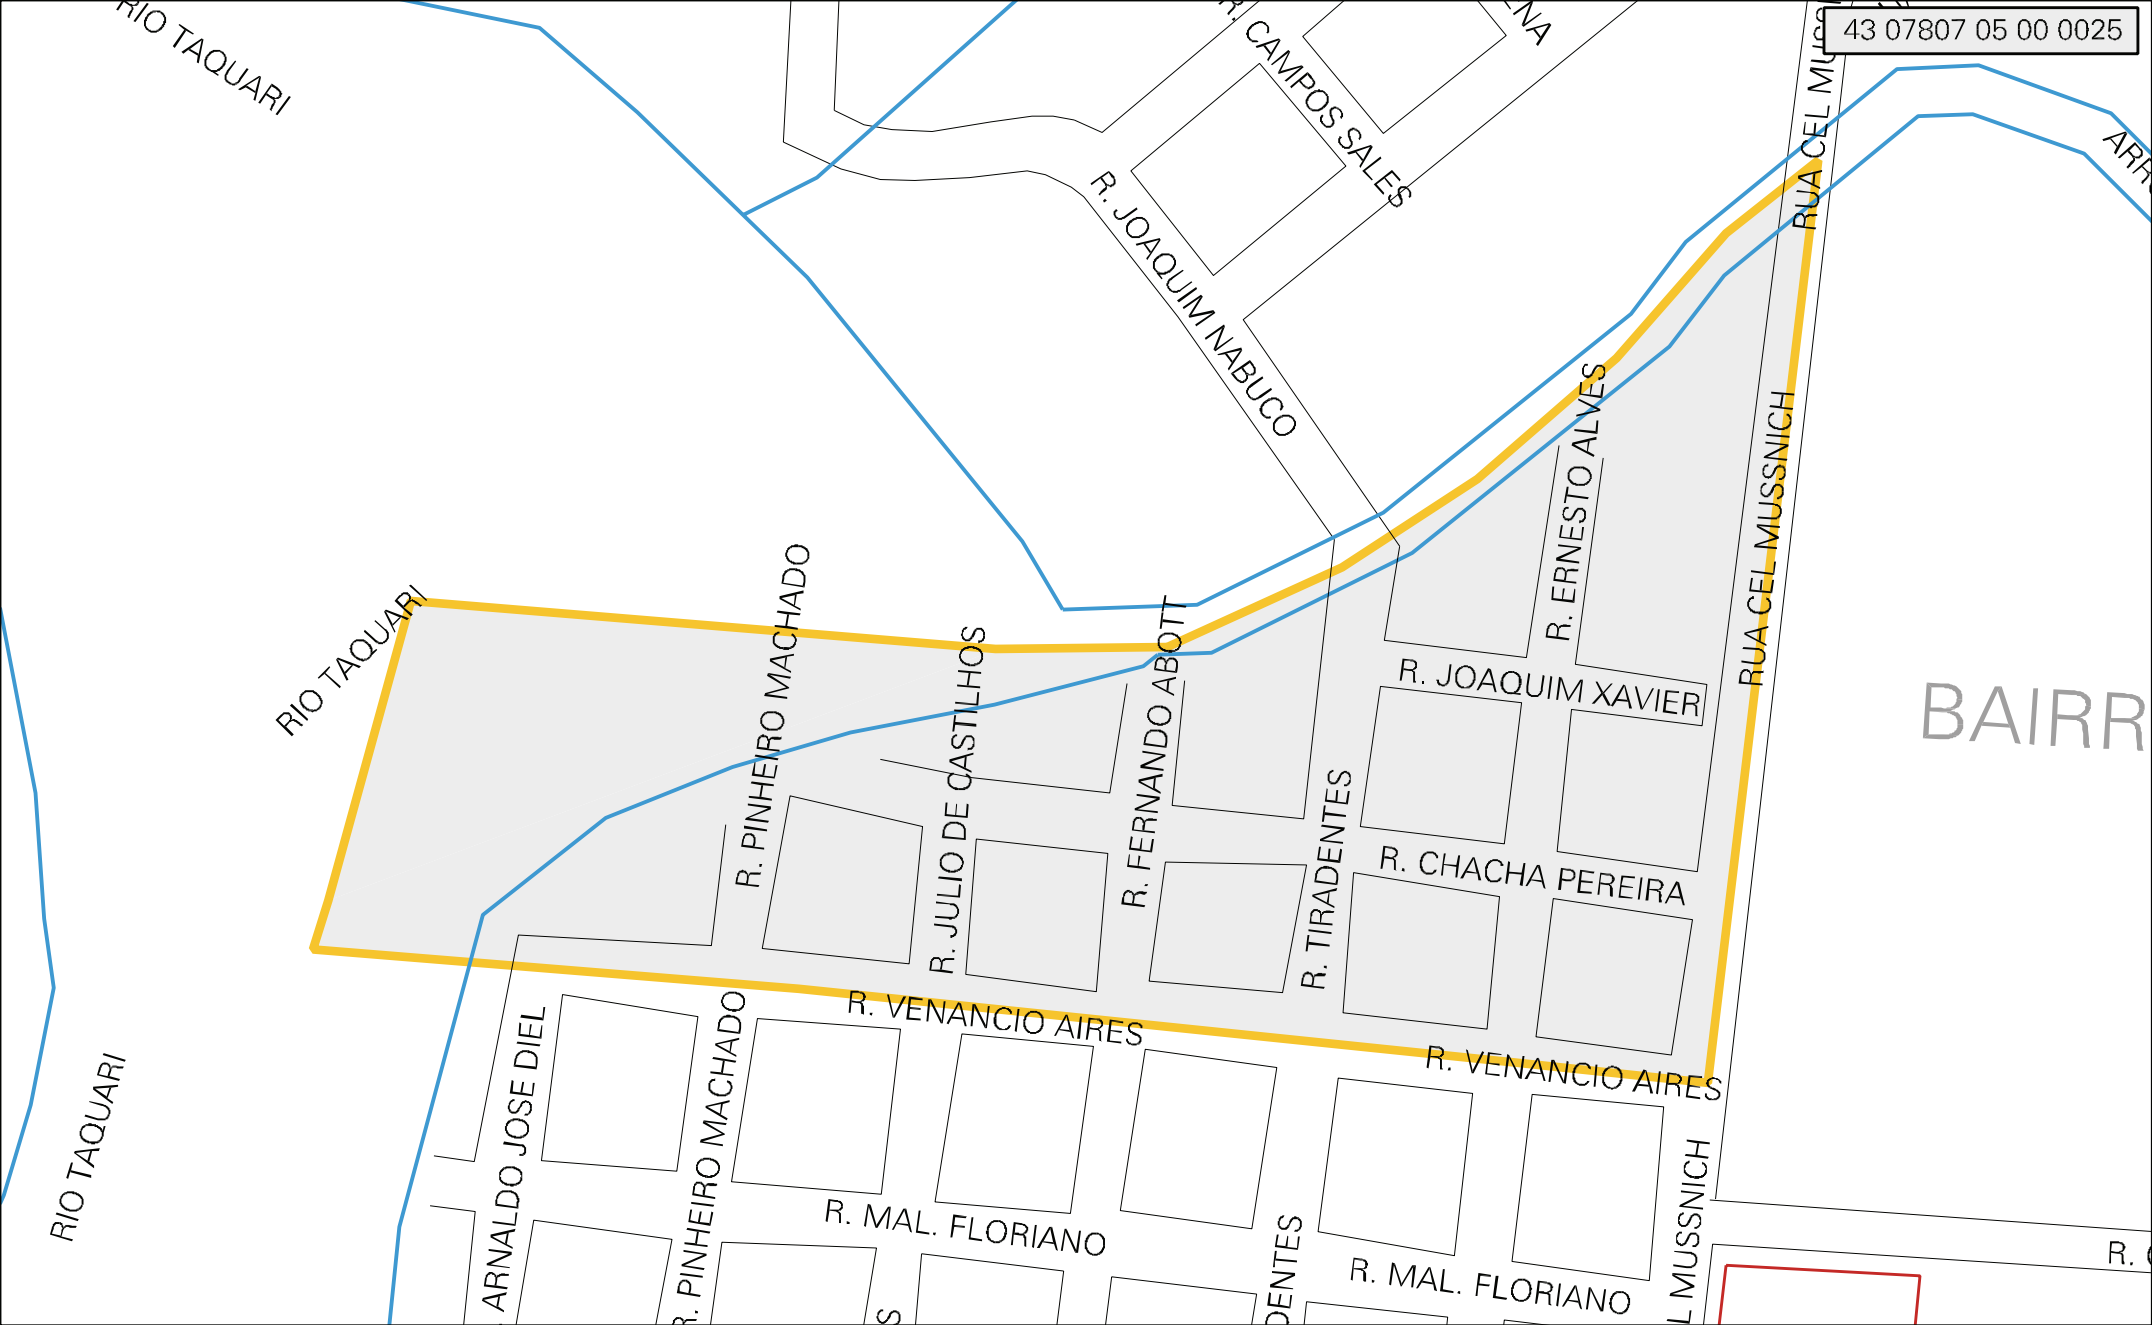 RIO TAQUARI
R. CAMPOS SALES
43 07807 05 00 0025
RUA CEL MUSSNICH
R. JOAQUIM NABUCO
R. ERNESTO ALVES
RUA CEL MUSSNICH
RIO TAQUARI
R. PINHEIRO MACHADO
R. JULIO DE CASTILHOS
R. FERNANDO ABOTT
R. JOAQUIM XAVIER
BAIRR
R. TIRADENTES
R. CHACHA PEREIRA
R. VENANCIO AIRES
R. VENANCIO AIRES
RIO TAQUARI
ARNALDO JOSE DIEL
R. PINHEIRO MACHADO
R. MAL. FLORIANO
DENTES
R. MAL. FLORIANO
L MUSSNICH
R.